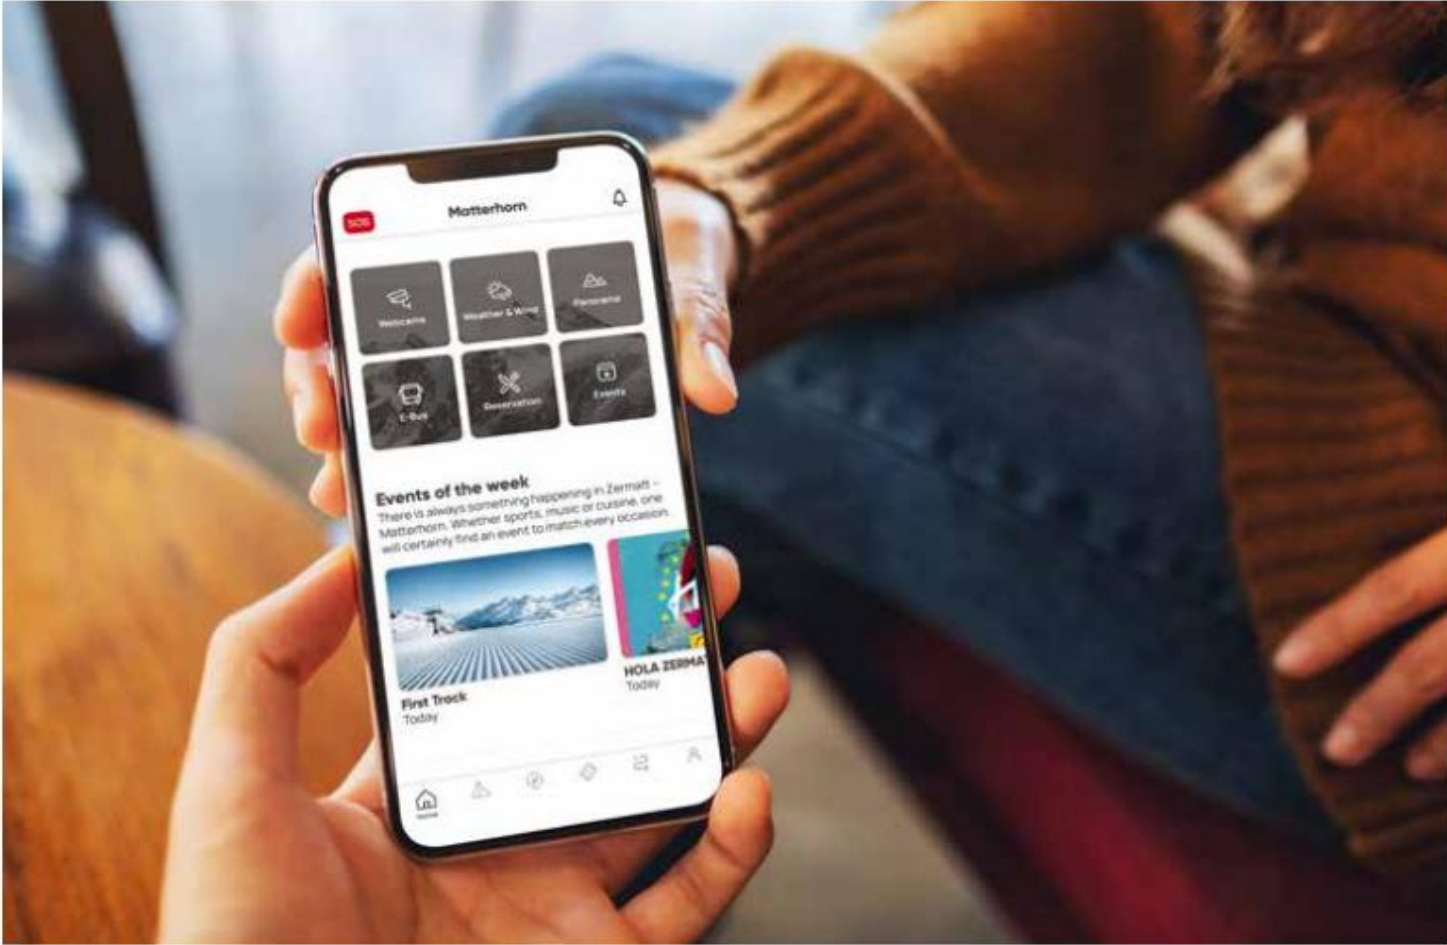 SOS
Matterhorn
Webcams
Weather & Wind
Panorama
E-Bus
Reservation
Events
Events of the week
There is always something happening in Zermatt –
Matterhorn. Whether sports, music or cuisine, one
will certainly find an event to match every occasion.
First Track
Today
HOLA ZERMA
Today
Home